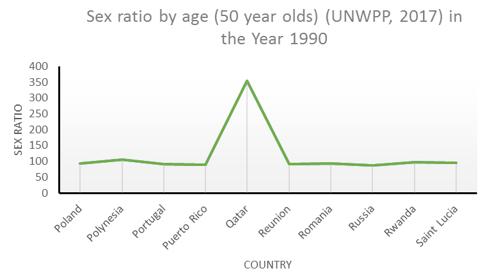 Sex ratio by age (50 year olds) (UNWPP, 2017) in
the Year 1990
400
350
300
250
200
150
100
50
0
SEX RATIO
Poland
Polynesia
Portugal
Puerto Rico
Qatar
Reunion
Romania
Russia
Rwanda
Saint Lucia
COUNTRY